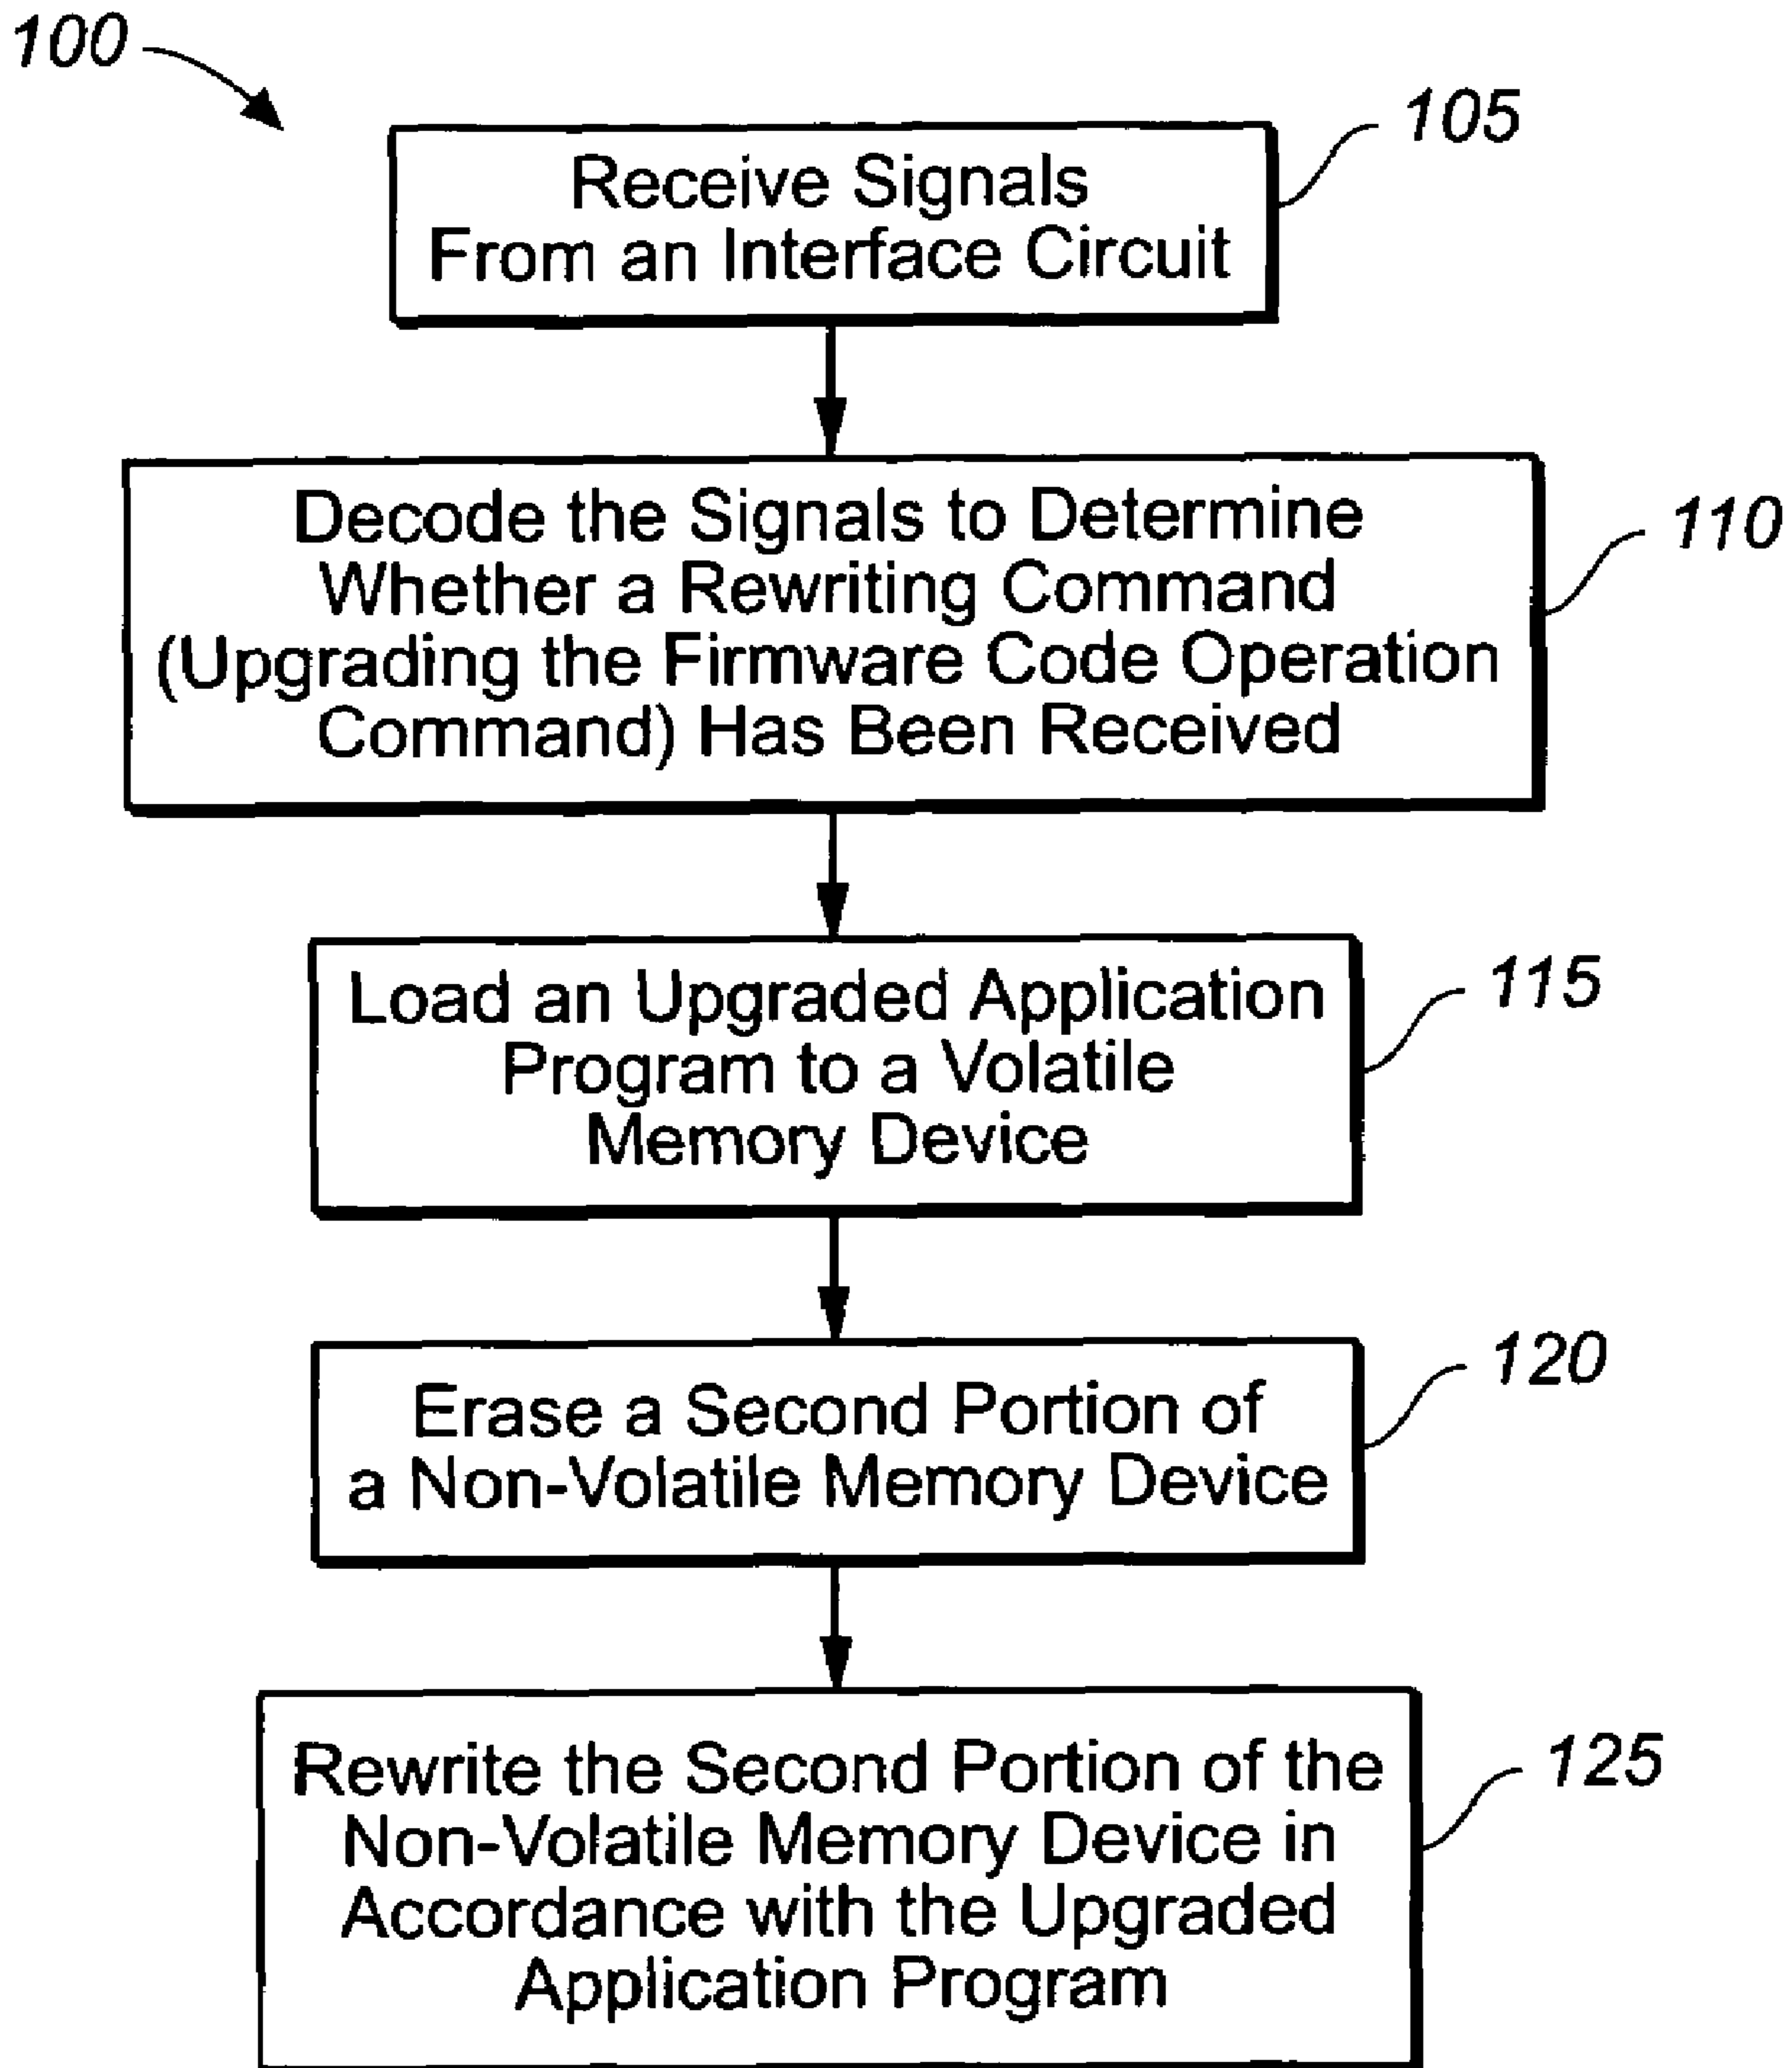 100
105
Receive Signals
From an Interface Circuit
110
Decode the Signals to Determine
Whether a Rewriting Command
(Upgrading the Firmware Code Operation
Command) Has Been Received
115
Load an Upgraded Application
Program to a Volatile
Memory Device
120
Erase a Second Portion of
a Non-Volatile Memory Device
125
Rewrite the Second Portion of the
Non-Volatile Memory Device in
Accordance with the Upgraded
Application Program